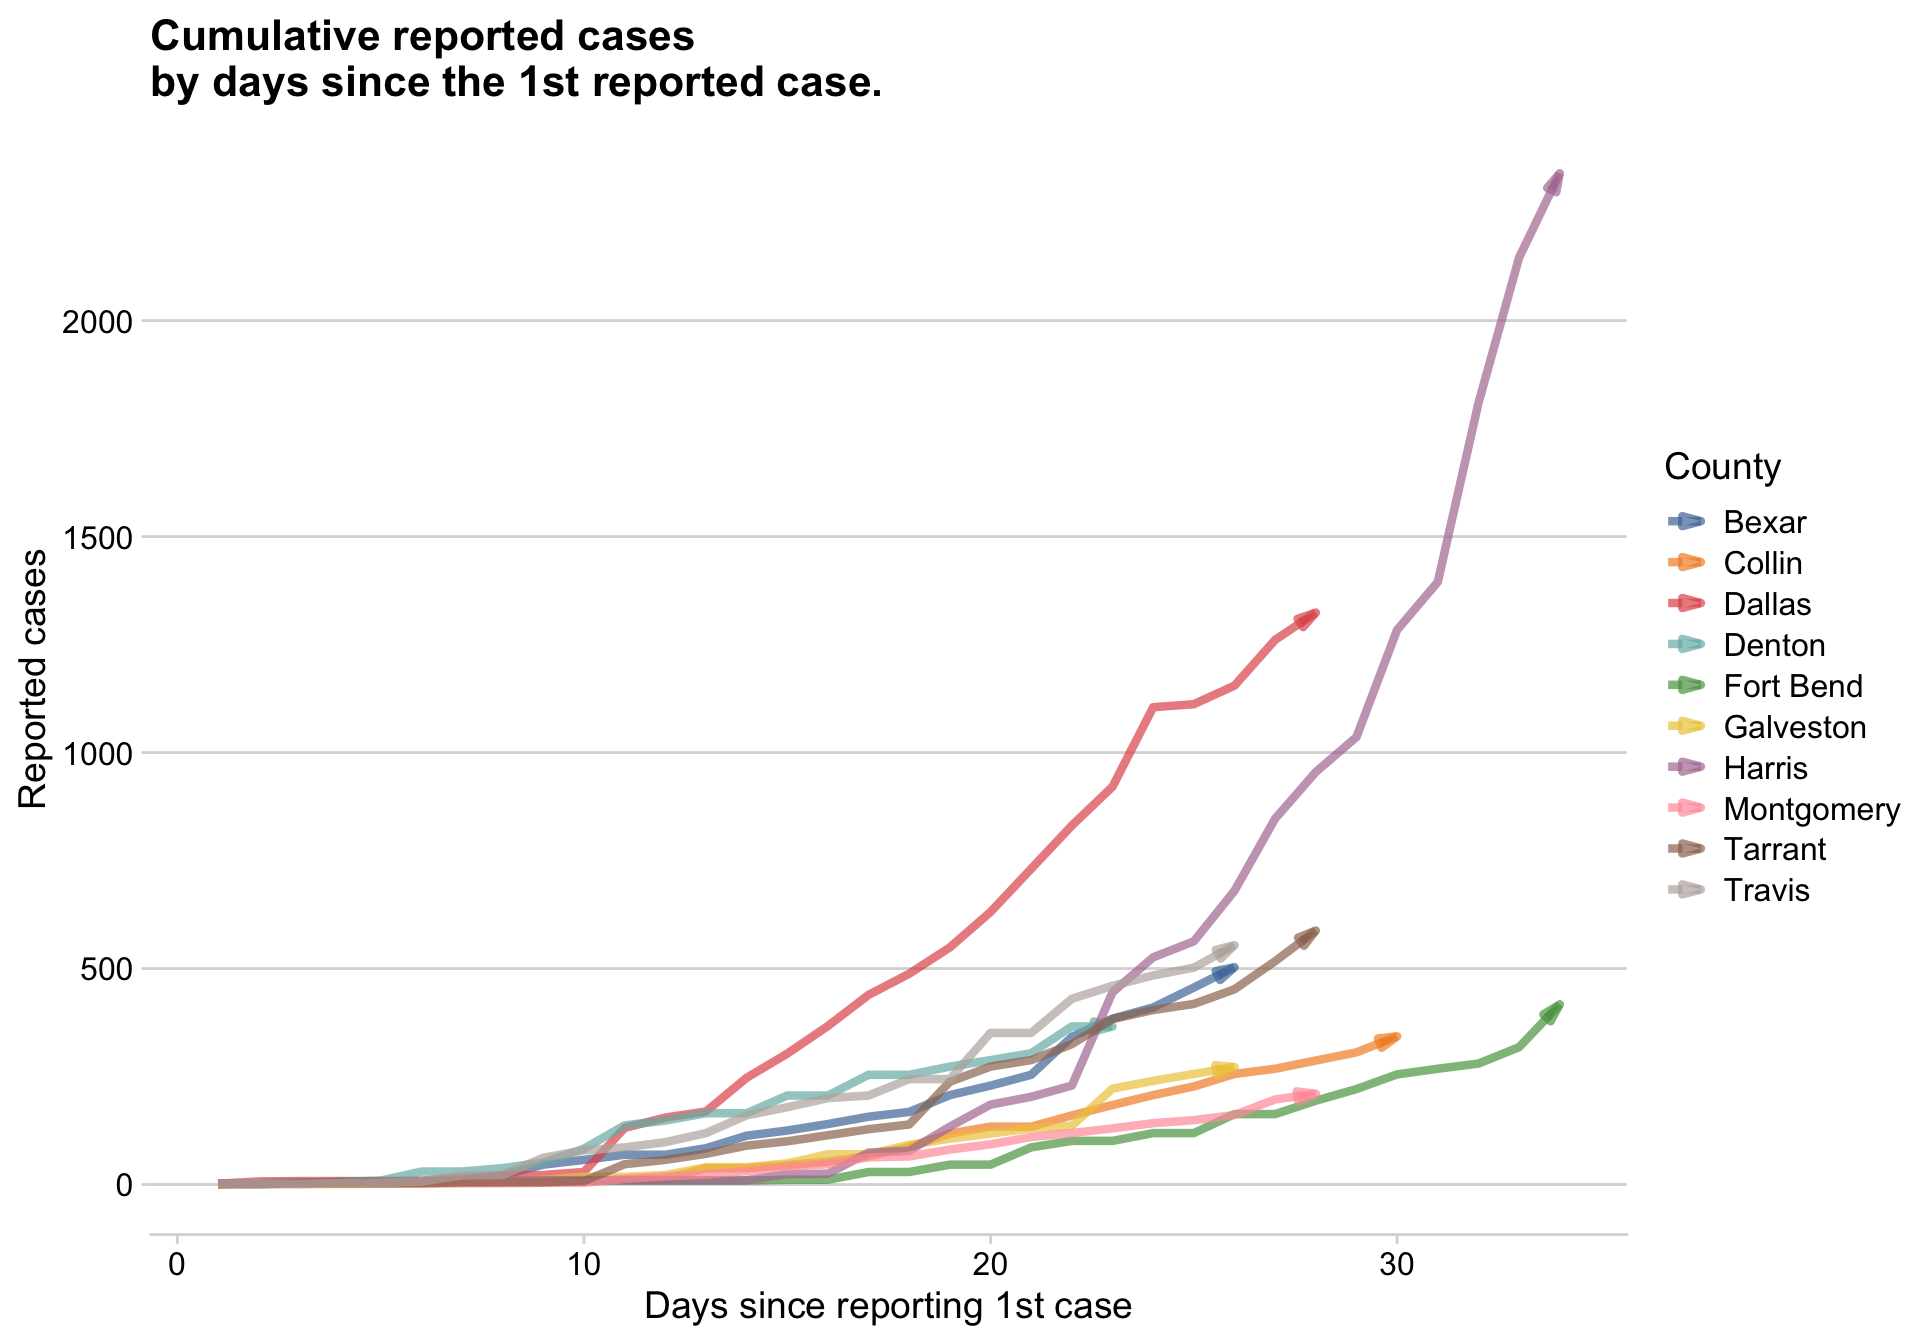 Cumulative reported cases
by days since the 1st reported case.
Reported cases
2000
1500
1000
500
0
0 10 20 30
Days since reporting 1st case
County
Bexar
Collin
Dallas
Denton
Fort Bend
Galveston
Harris
Montgomery
Tarrant
Travis